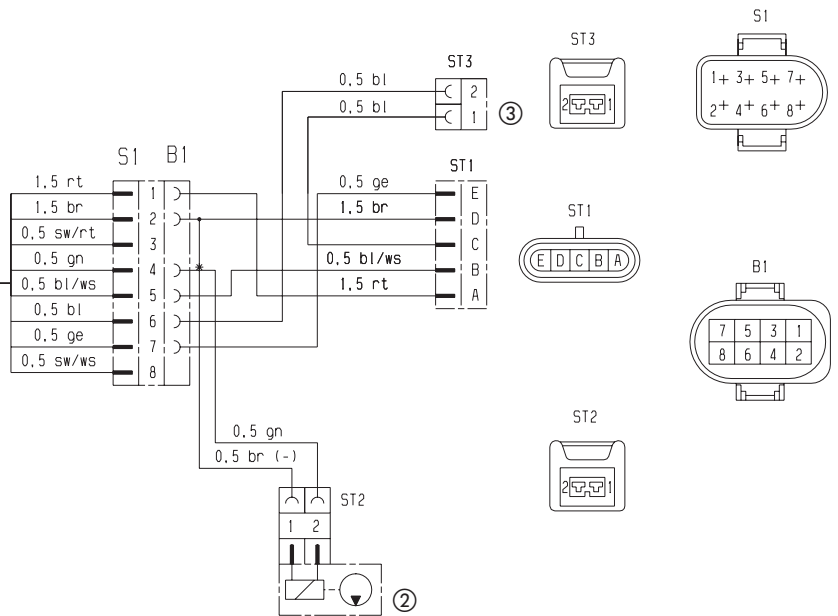 S1
ST3
ST3
0,5 bl
2
1+ 3+ 5+ 7+
0,5 bl
1
③
2 1
2+ 4+ 6+ 8+
S1 B1
ST1
1,5 rt
1
0,5 ge
E
1,5 br
2
1,5 br
D
ST1
0,5 sw/rt
3
C
0,5 gn
4
*
0,5 bl/ws
B
E D C B A
B1
0,5 bl/ws
5
1,5 rt
A
0,5 bl
6
0,5 ge
7
7 5 3 1
0,5 sw/ws
8
8 6 4 2
ST2
0,5 gn
0,5 br (-)
ST2
2 1
1 2
②